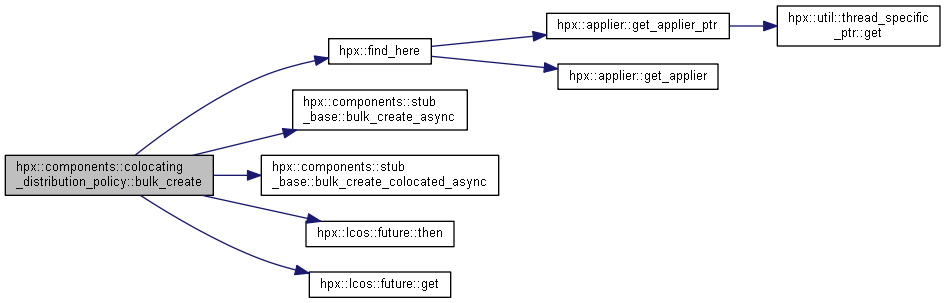 hpx::components::colocating
_distribution_policy::bulk_create
hpx::find_here
hpx::applier::get_applier_ptr
hpx::util::thread_specific
_ptr::get
hpx::applier::get_applier
hpx::components::stub
_base::bulk_create_async
hpx::components::stub
_base::bulk_create_colocated_async
hpx::lcos::future::then
hpx::lcos::future::get